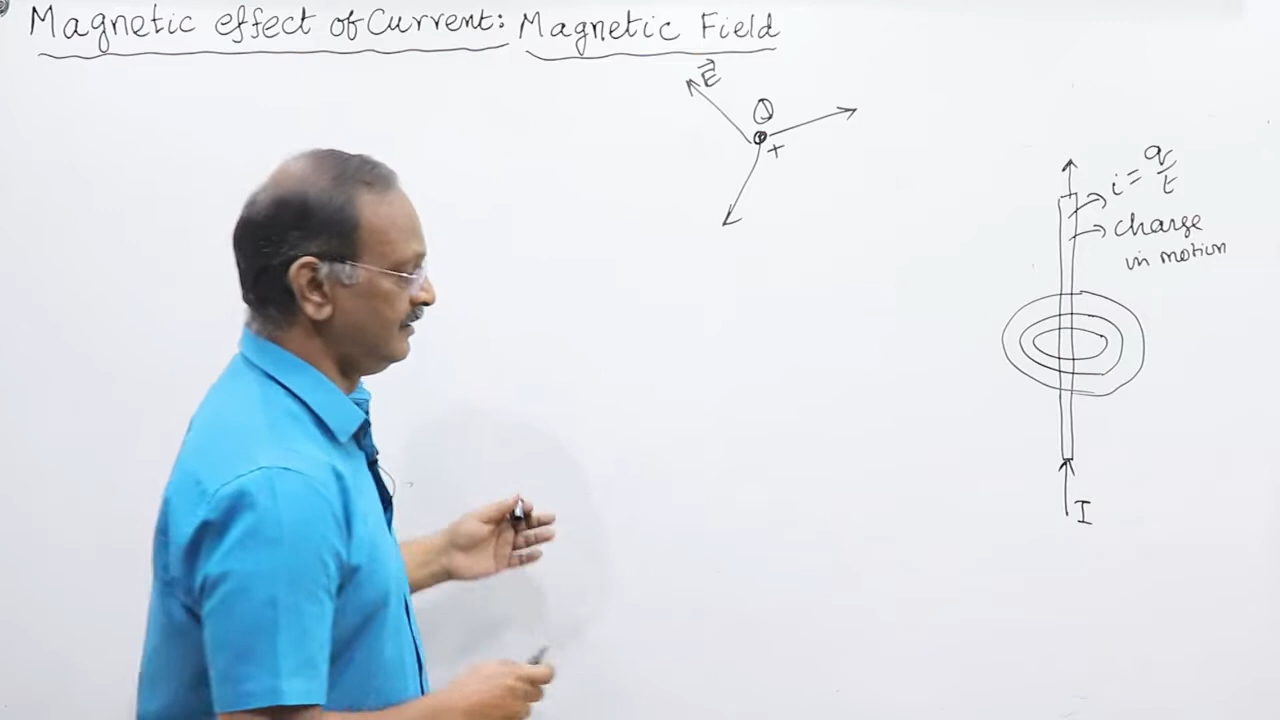 Magnetic effect of Current: Magnetic Field
E
Q
+
i = q/t
charge
in motion
I